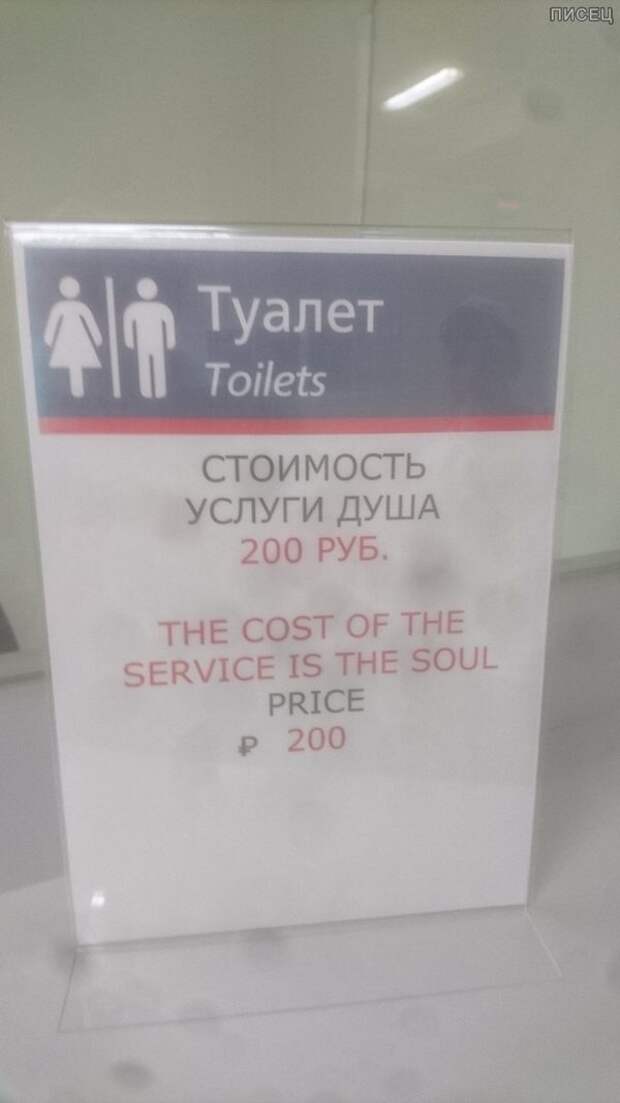 ПИСЕЦ
Туалет
Toilets
СТОИМОСТЬ
УСЛУГИ ДУША
200 РУБ.
THE COST OF THE
SERVICE IS THE SOUL
PRICE
₽ 200